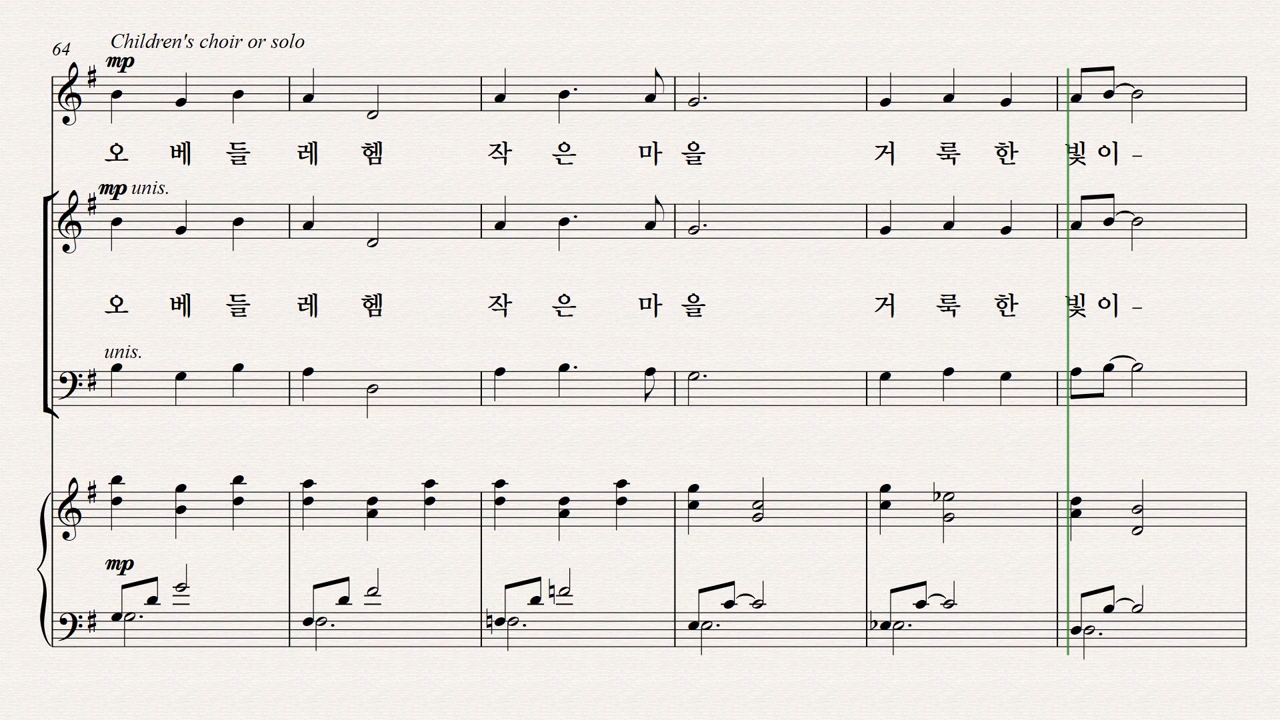 Children's choir or solo
64
mp
오 베 들 레 헴 작 은 마 을 거 룩 한 빛 이 -
mp unis.
오 베 들 레 헴 작 은 마 을 거 룩 한 빛 이 -
unis.
mp